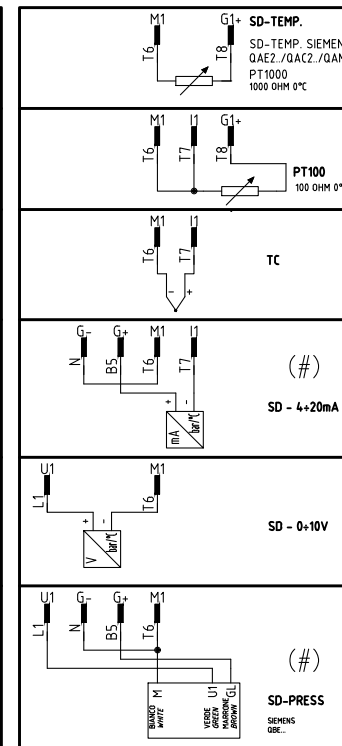 M1 G1+ SD-TEMP.
T6 T8
SD-TEMP. SIEMENS
QAE2../QAC2../QAM
PT1000
1000 OHM 0°C
M1 I1 G1+
T6 T7 T8
PT100
100 OHM 0°
M1 I1
T6 T7
TC
- +
G- G+ M1 I1
N B5 T6 T7
(#)
+ -
SD - 4÷20mA
mA bar/°C
U1 M1
L1 T6
+ -
SD - 0÷10V
V bar/°C
U1 G- G+ M1
L1 N B5 T6
(#)
M U1 GL
BIANCO
WHITE
VERDE
GREEN
MARRONE
BROWN
SD-PRESS
SIEMENS
QBE...